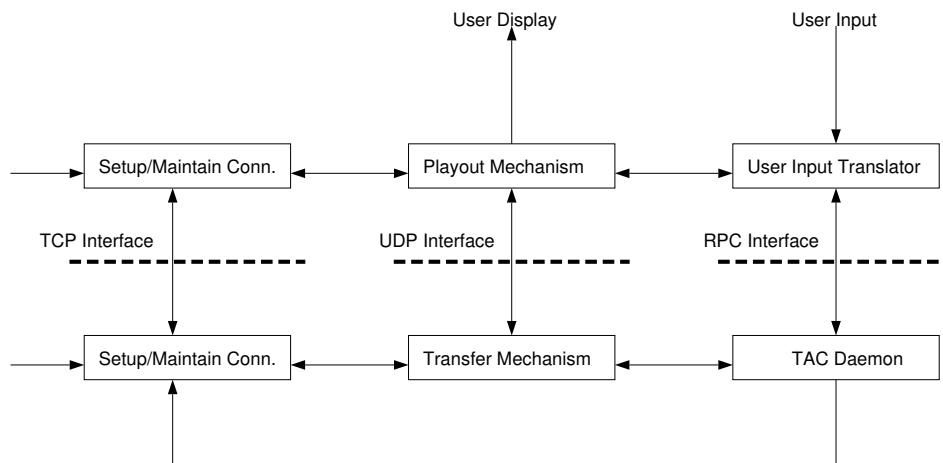 User Display
User Input
Setup/Maintain Conn.
Playout Mechanism
User Input Translator
TCP Interface
UDP Interface
RPC Interface
Setup/Maintain Conn.
Transfer Mechanism
TAC Daemon